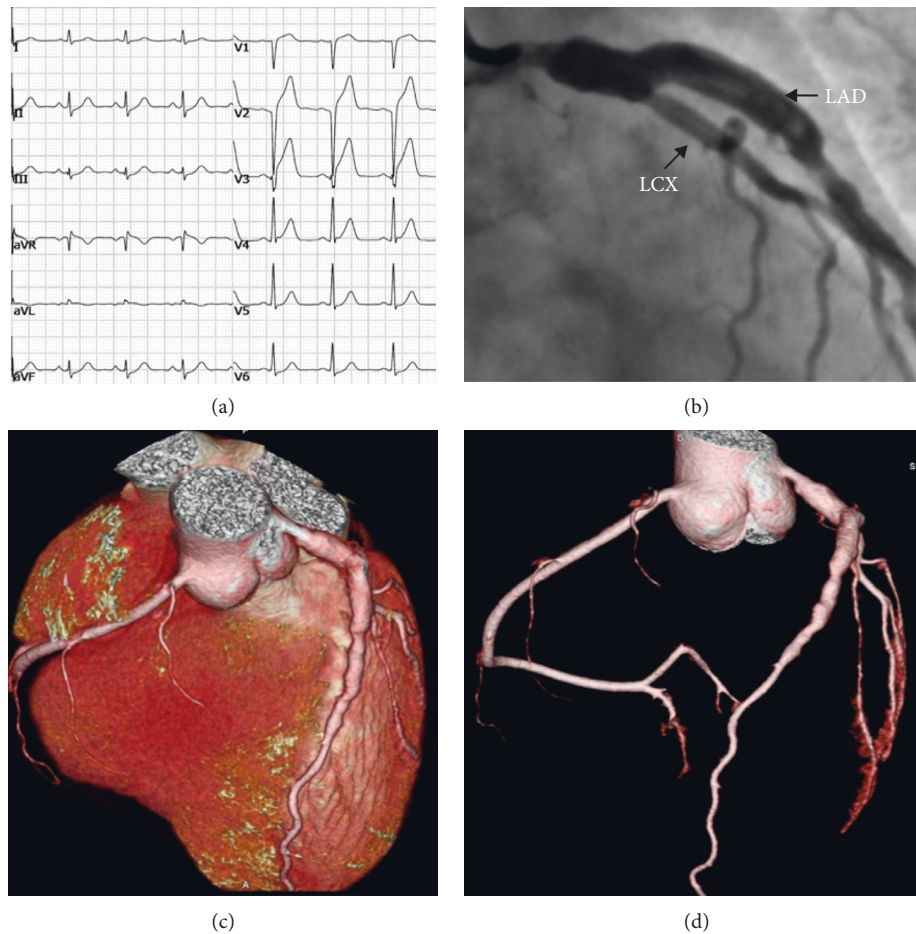 I V1
II V2
III V3
aVR V4
aVL V5
aVF V6
(a)
LAD
LCX
(b)
A
(c)
S
S
(d)